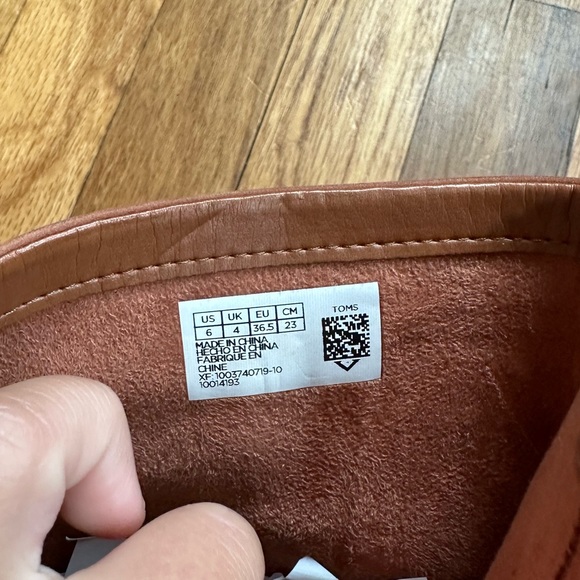 US UK EU CM
6 4 36.5 23
TOMS
MADE IN CHINA
HECHO EN CHINA
FABRIQUE EN
CHINE
XF: 1003740719-10
10014193